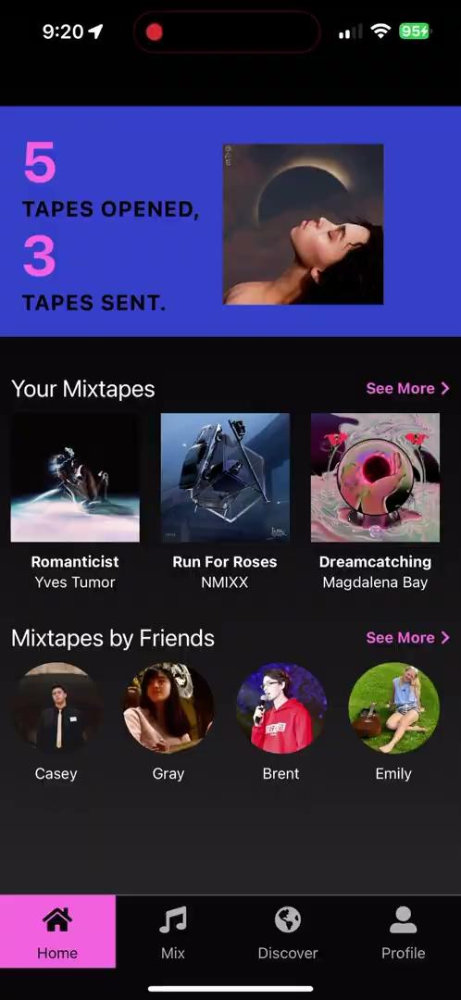 9:20
95
5
TAPES OPENED,
3
TAPES SENT.
Your Mixtapes
See More
Romanticist
Yves Tumor
Run For Roses
NMIXX
Dreamcatching
Magdalena Bay
Mixtapes by Friends
See More
Casey
Gray
Brent
Emily
Home
Mix
Discover
Profile